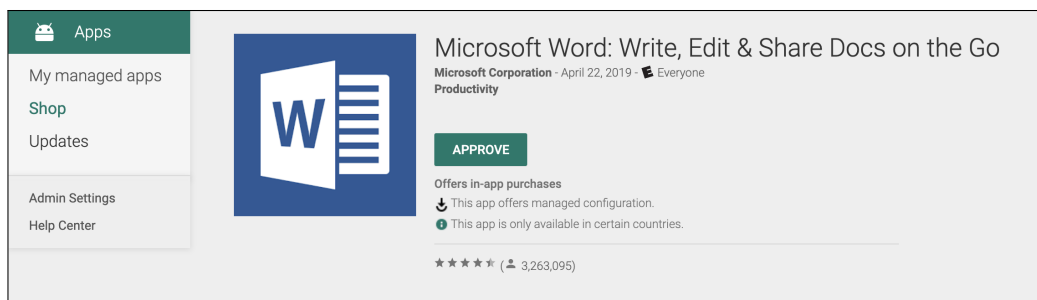 Apps
My managed apps
Shop
Updates
Admin Settings
Help Center
W
Microsoft Word: Write, Edit & Share Docs on the Go
Microsoft Corporation - April 22, 2019 - E Everyone
Productivity
APPROVE
Offers in-app purchases
This app offers managed configuration.
This app is only available in certain countries.
(3,263,095)